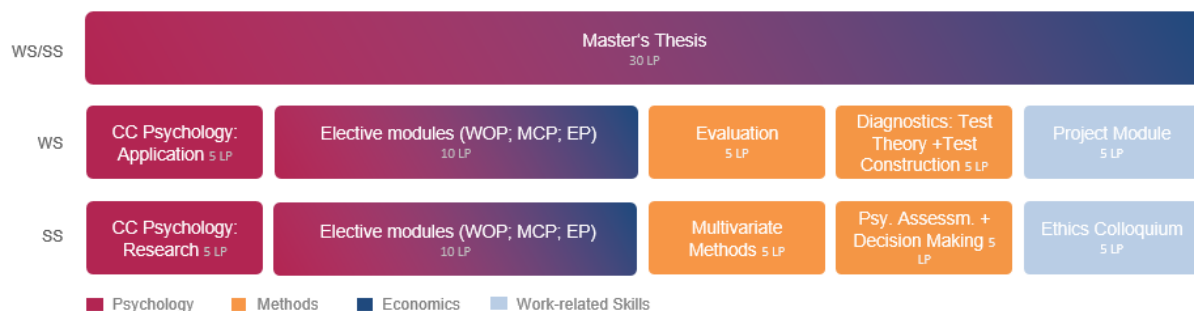 WS/SS
Master's Thesis
30 LP
WS
CC Psychology:
Application 5 LP
Elective modules (WOP; MCP; EP)
10 LP
Evaluation
5 LP
Diagnostics: Test
Theory +Test
Construction 5 LP
Project Module
5 LP
SS
CC Psychology:
Research 5 LP
Elective modules (WOP; MCP; EP)
10 LP
Multivariate
Methods 5 LP
Psy. Assessm. +
Decision Making 5
LP
Ethics Colloquium
5 LP
Psychology
Methods
Economics
Work-related Skills